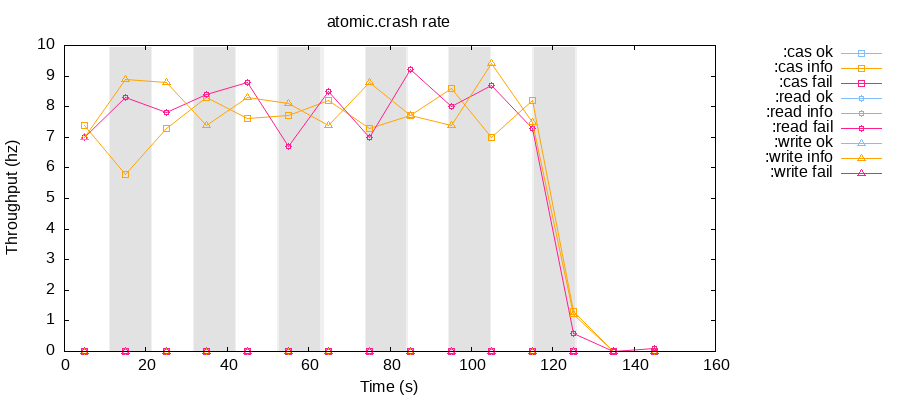 atomic.crash rate
10
9
8
7
6
5
4
3
2
1
0
Throughput (hz)
0 20 40 60 80 100 120 140 160
Time (s)
:cas ok
:cas info
:cas fail
:read ok
:read info
:read fail
:write ok
:write info
:write fail